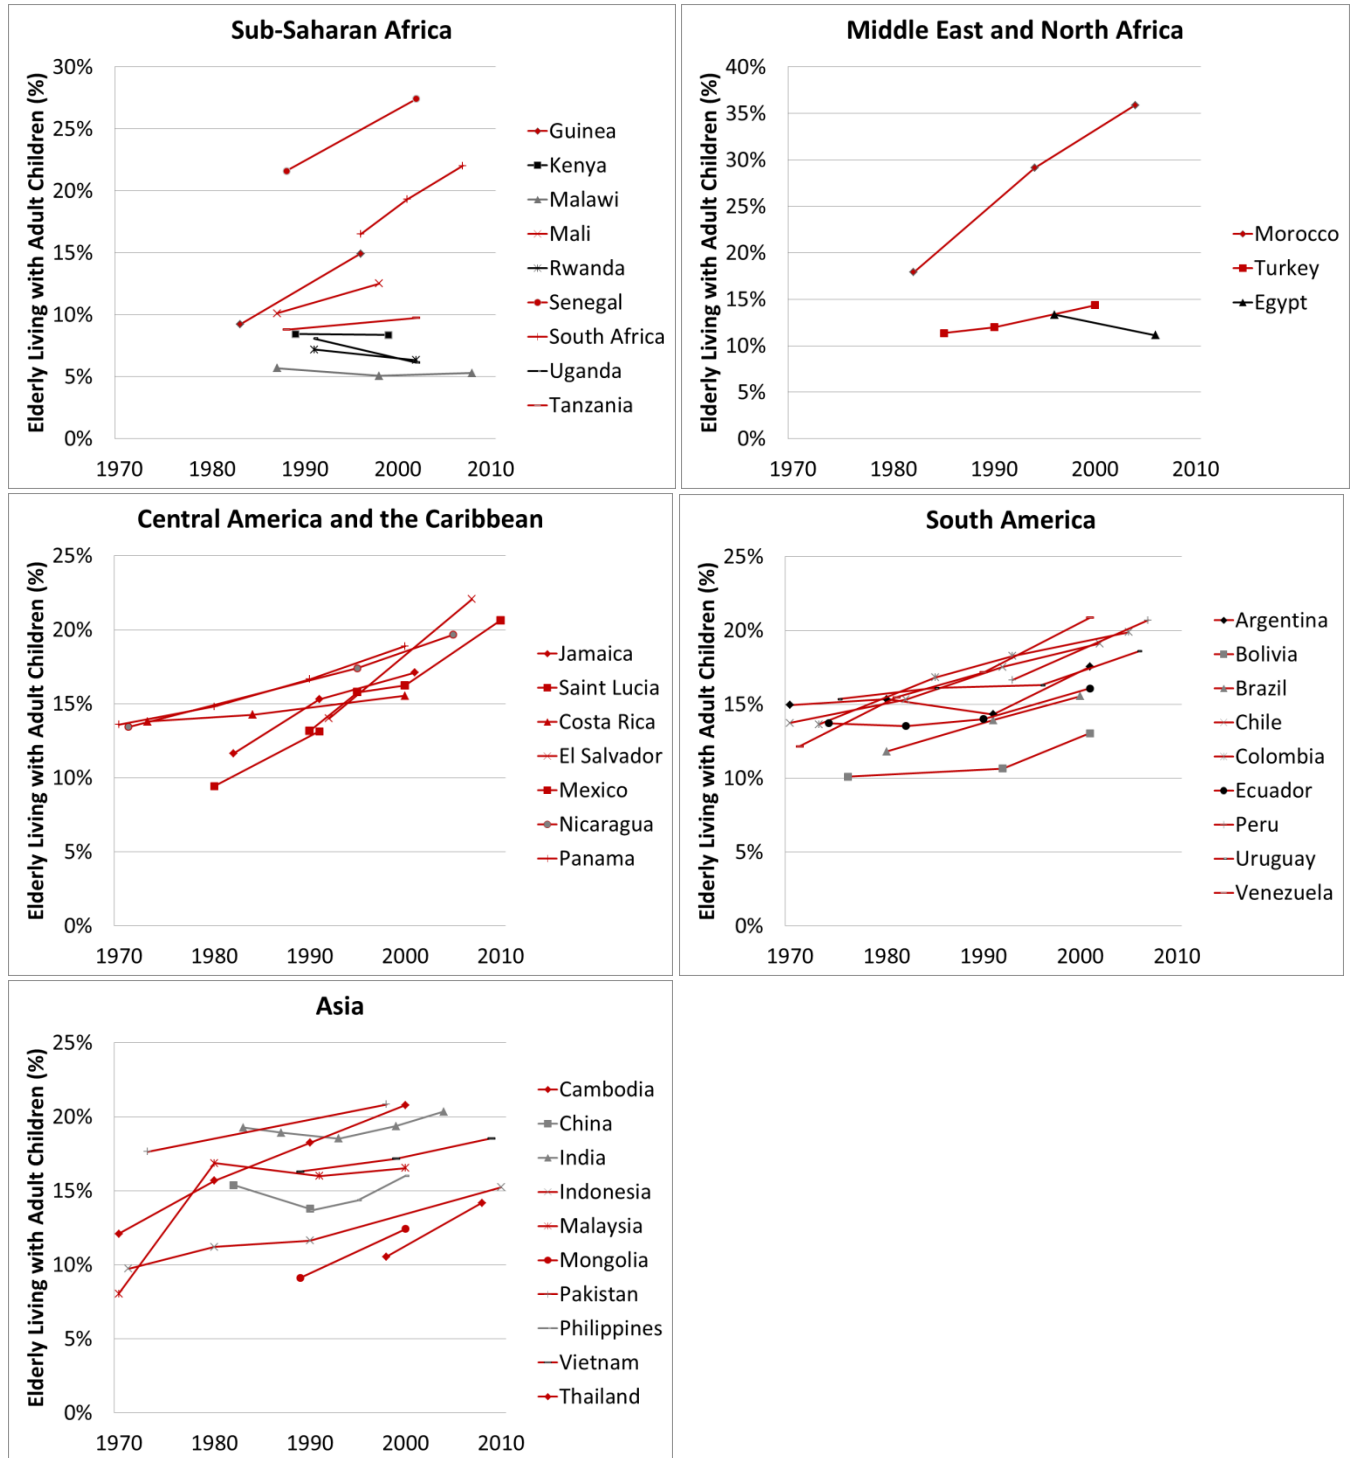 Sub-Saharan Africa
Elderly Living with Adult Children (%)
30%
25%
20%
15%
10%
5%
0%
1970 1980 1990 2000 2010
Guinea
Kenya
Malawi
Mali
Rwanda
Senegal
South Africa
Uganda
Tanzania
Middle East and North Africa
Elderly Living with Adult Children (%)
40%
35%
30%
25%
20%
15%
10%
5%
0%
1970 1980 1990 2000 2010
Morocco
Turkey
Egypt
Central America and the Caribbean
Elderly Living with Adult Children (%)
25%
20%
15%
10%
5%
0%
1970 1980 1990 2000 2010
Jamaica
Saint Lucia
Costa Rica
El Salvador
Mexico
Nicaragua
Panama
South America
Elderly Living with Adult Children (%)
25%
20%
15%
10%
5%
0%
1970 1980 1990 2000 2010
Argentina
Bolivia
Brazil
Chile
Colombia
Ecuador
Peru
Uruguay
Venezuela
Asia
Elderly Living with Adult Children (%)
25%
20%
15%
10%
5%
0%
1970 1980 1990 2000 2010
Cambodia
China
India
Indonesia
Malaysia
Mongolia
Pakistan
Philippines
Vietnam
Thailand